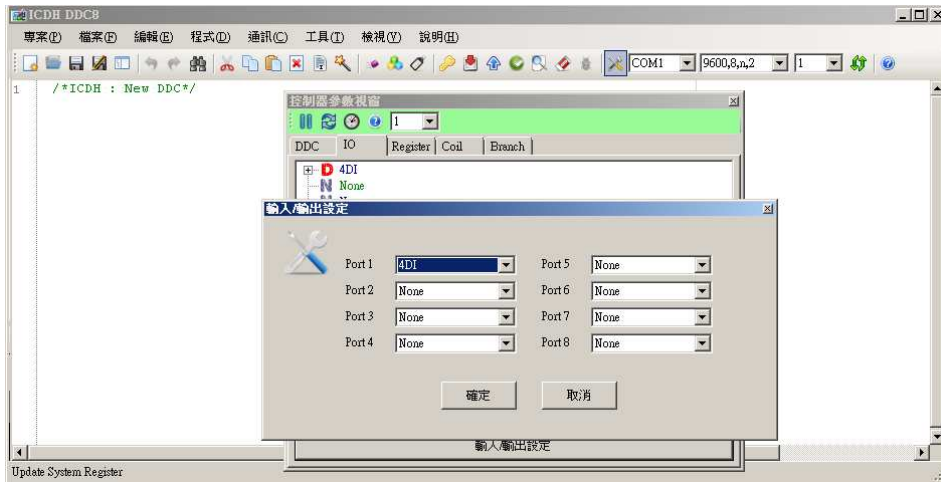 ICDH DDC8
專案(P) 檔案(F) 編輯(E) 程式(D) 通訊(C) 工具(T) 檢視(V) 說明(H)
COM1 9600,8,n,2 1
1 /*ICDH : New DDC*/
控制器參數視窗
1
DDC IO Register Coil Branch
4DI
None
輸入/輸出設定
Port 1 4DI Port 5 None
Port 2 None Port 6 None
Port 3 None Port 7 None
Port 4 None Port 8 None
確定 取消
輸入/輸出設定
Update System Register